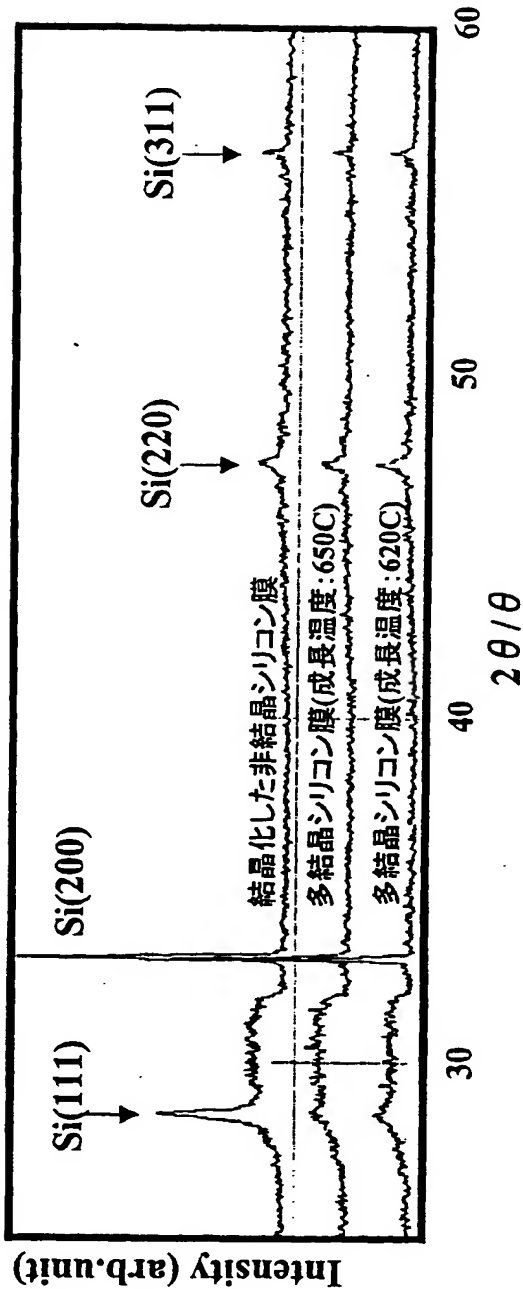 Intensity (arb.unit)
Si(111)
Si(200)
Si(220)
Si(311)
結晶化した非結晶シリコン膜
多結晶シリコン膜(成長温度:650C)
多結晶シリコン膜(成長温度:620C)
30
40
50
60
2θ/θ